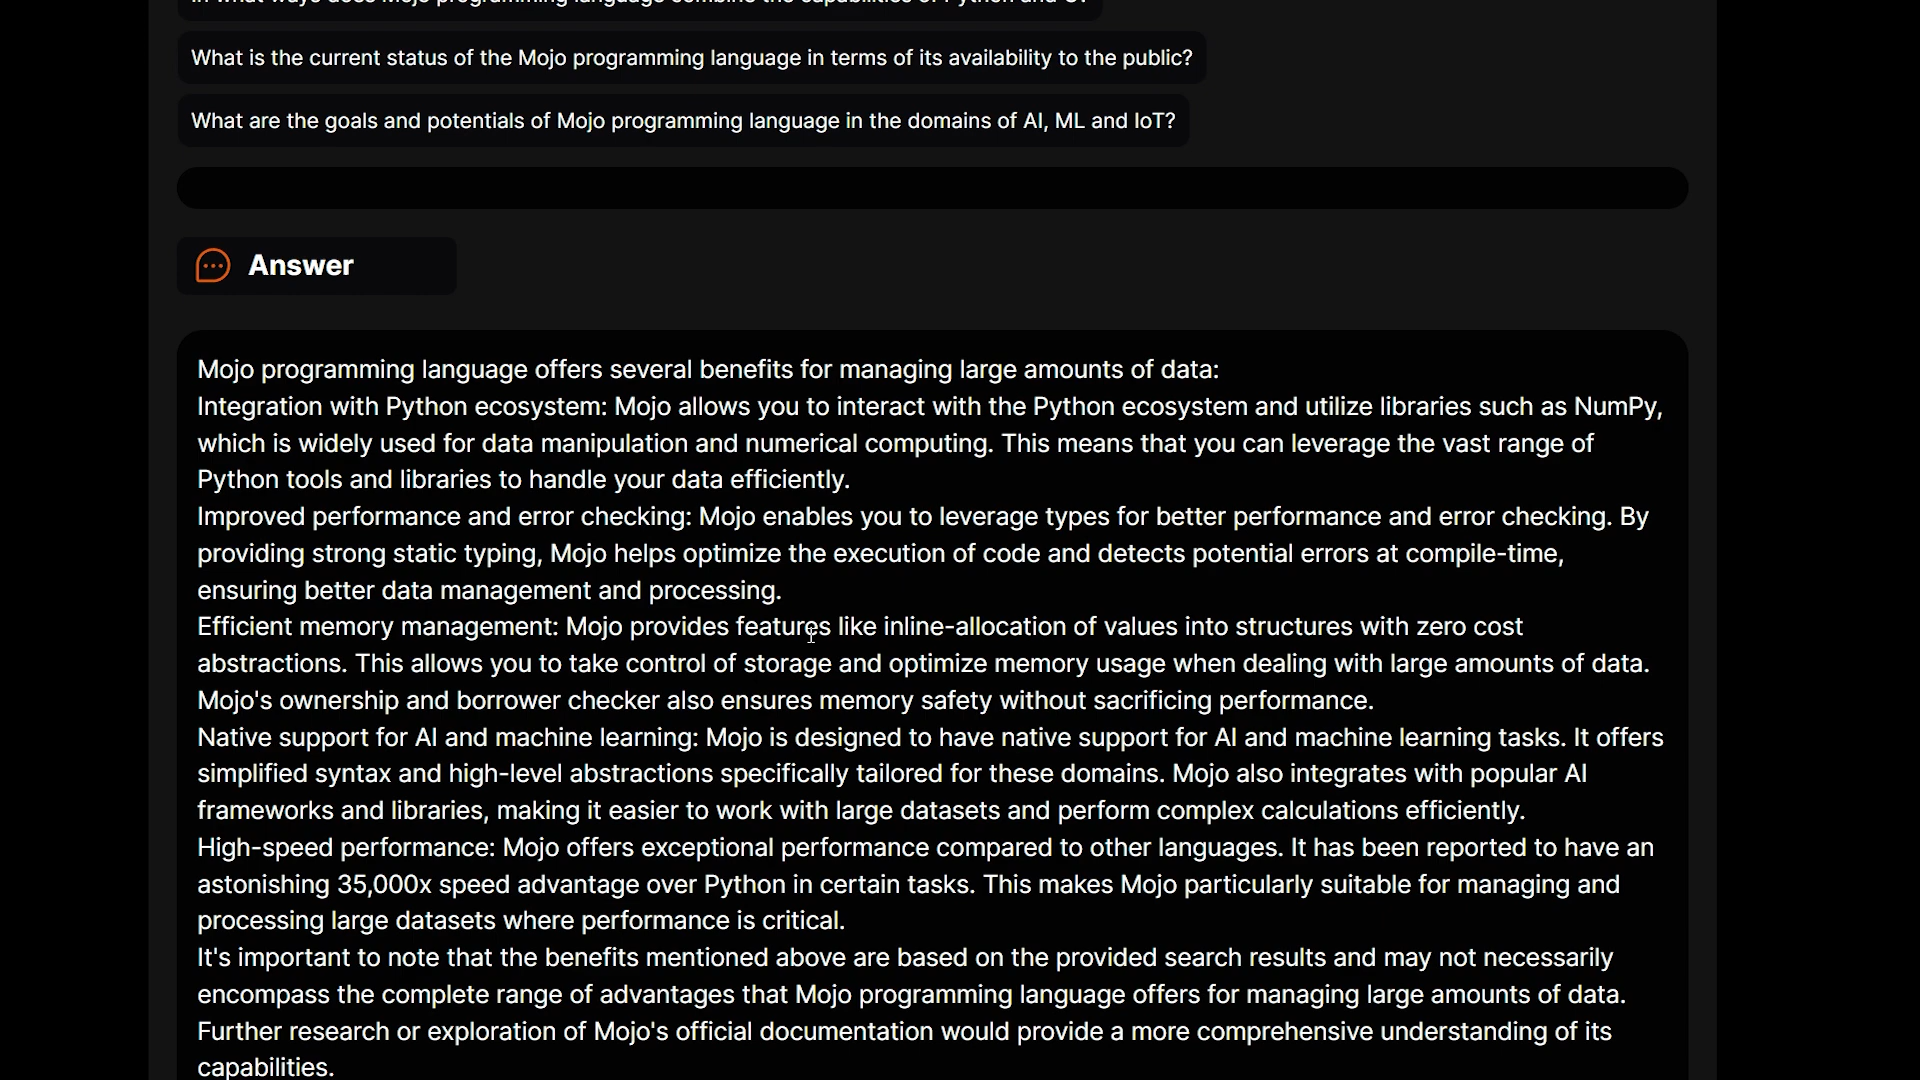 In what ways does Mojo programming language combine the capabilities of Python and C?
What is the current status of the Mojo programming language in terms of its availability to the public?
What are the goals and potentials of Mojo programming language in the domains of AI, ML and IoT?
Answer
Mojo programming language offers several benefits for managing large amounts of data:
Integration with Python ecosystem: Mojo allows you to interact with the Python ecosystem and utilize libraries such as NumPy,
which is widely used for data manipulation and numerical computing. This means that you can leverage the vast range of
Python tools and libraries to handle your data efficiently.
Improved performance and error checking: Mojo enables you to leverage types for better performance and error checking. By
providing strong static typing, Mojo helps optimize the execution of code and detects potential errors at compile-time,
ensuring better data management and processing.
Efficient memory management: Mojo provides features like inline-allocation of values into structures with zero cost
abstractions. This allows you to take control of storage and optimize memory usage when dealing with large amounts of data.
Mojo's ownership and borrower checker also ensures memory safety without sacrificing performance.
Native support for AI and machine learning: Mojo is designed to have native support for AI and machine learning tasks. It offers
simplified syntax and high-level abstractions specifically tailored for these domains. Mojo also integrates with popular AI
frameworks and libraries, making it easier to work with large datasets and perform complex calculations efficiently.
High-speed performance: Mojo offers exceptional performance compared to other languages. It has been reported to have an
astonishing 35,000x speed advantage over Python in certain tasks. This makes Mojo particularly suitable for managing and
processing large datasets where performance is critical.
It's important to note that the benefits mentioned above are based on the provided search results and may not necessarily
encompass the complete range of advantages that Mojo programming language offers for managing large amounts of data.
Further research or exploration of Mojo's official documentation would provide a more comprehensive understanding of its
capabilities.